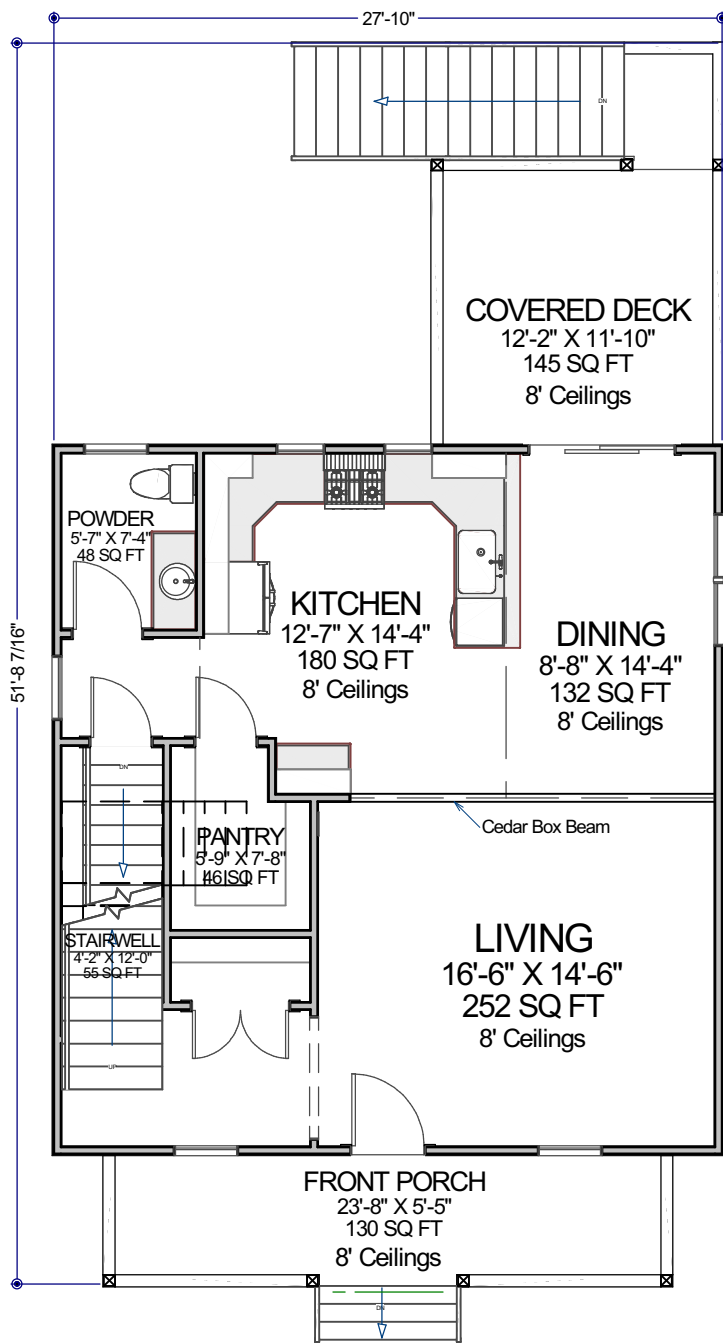 27'-10"
DN
COVERED DECK
12'-2" X 11'-10"
145 SQ FT
8' Ceilings
51'-8 7/16"
POWDER
5'-7" X 7'-4"
48 SQ FT
KITCHEN
12'-7" X 14'-4"
180 SQ FT
8' Ceilings
DINING
8'-8" X 14'-4"
132 SQ FT
8' Ceilings
DN
Cedar Box Beam
PANTRY
5'-9" X 7'-8"
46 SQ FT
STAIRWELL
4'-2" X 12'-0"
55 SQ FT
UP
LIVING
16'-6" X 14'-6"
252 SQ FT
8' Ceilings
FRONT PORCH
23'-8" X 5'-5"
130 SQ FT
8' Ceilings
DN